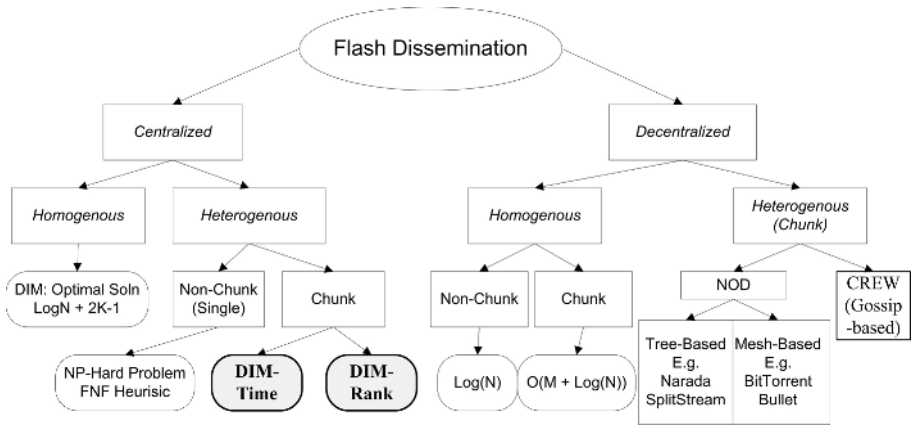 Flash Dissemination
Centralized
Decentralized
Homogenous
Heterogenous
Homogenous
Heterogenous
(Chunk)
DIM: Optimal Soln
LogN + 2K-1
Non-Chunk
(Single)
Chunk
Non-Chunk
Chunk
NOD
CREW
(Gossip
-based)
NP-Hard Problem
FNF Heurisic
DIM-
Time
DIM-
Rank
Log(N)
O(M + Log(N))
Tree-Based
E.g.
Narada
SplitStream
Mesh-Based
E.g.
BitTorrent
Bullet